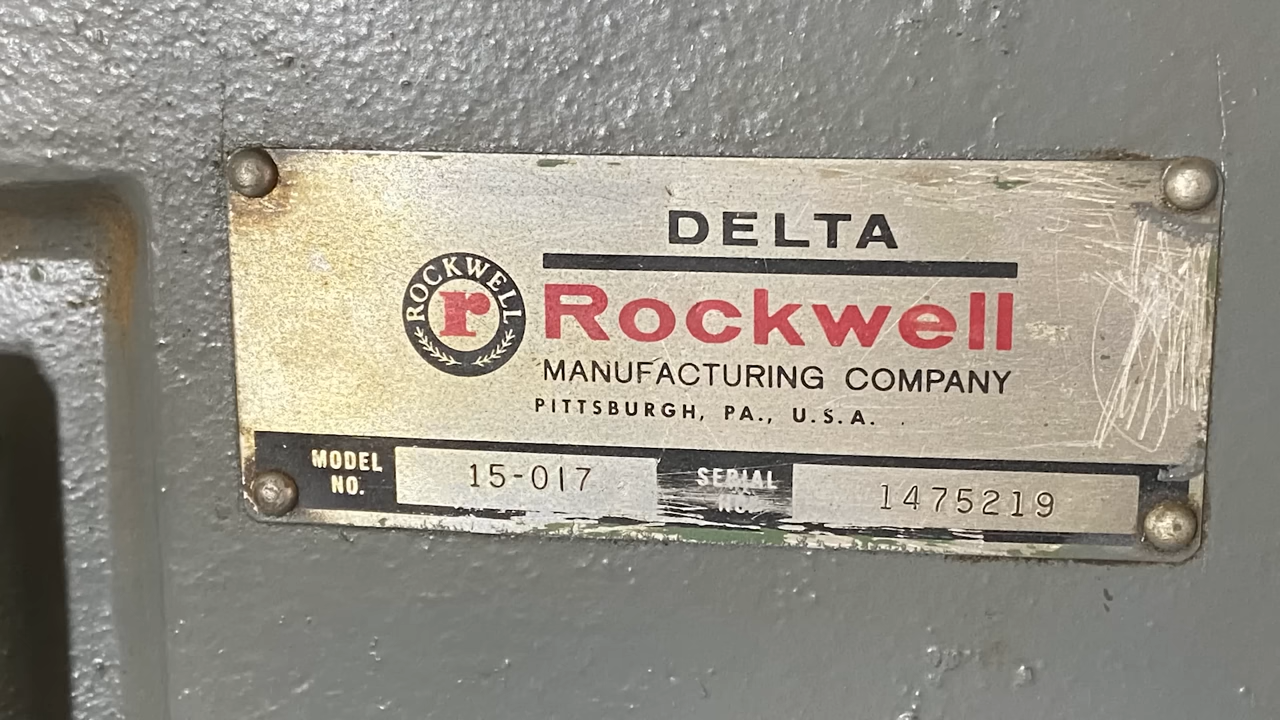 DELTA
ROCKWELL
r
Rockwell
MANUFACTURING COMPANY
PITTSBURGH, PA., U.S.A.
MODEL NO. 15-017
SERIAL NO. 1475219